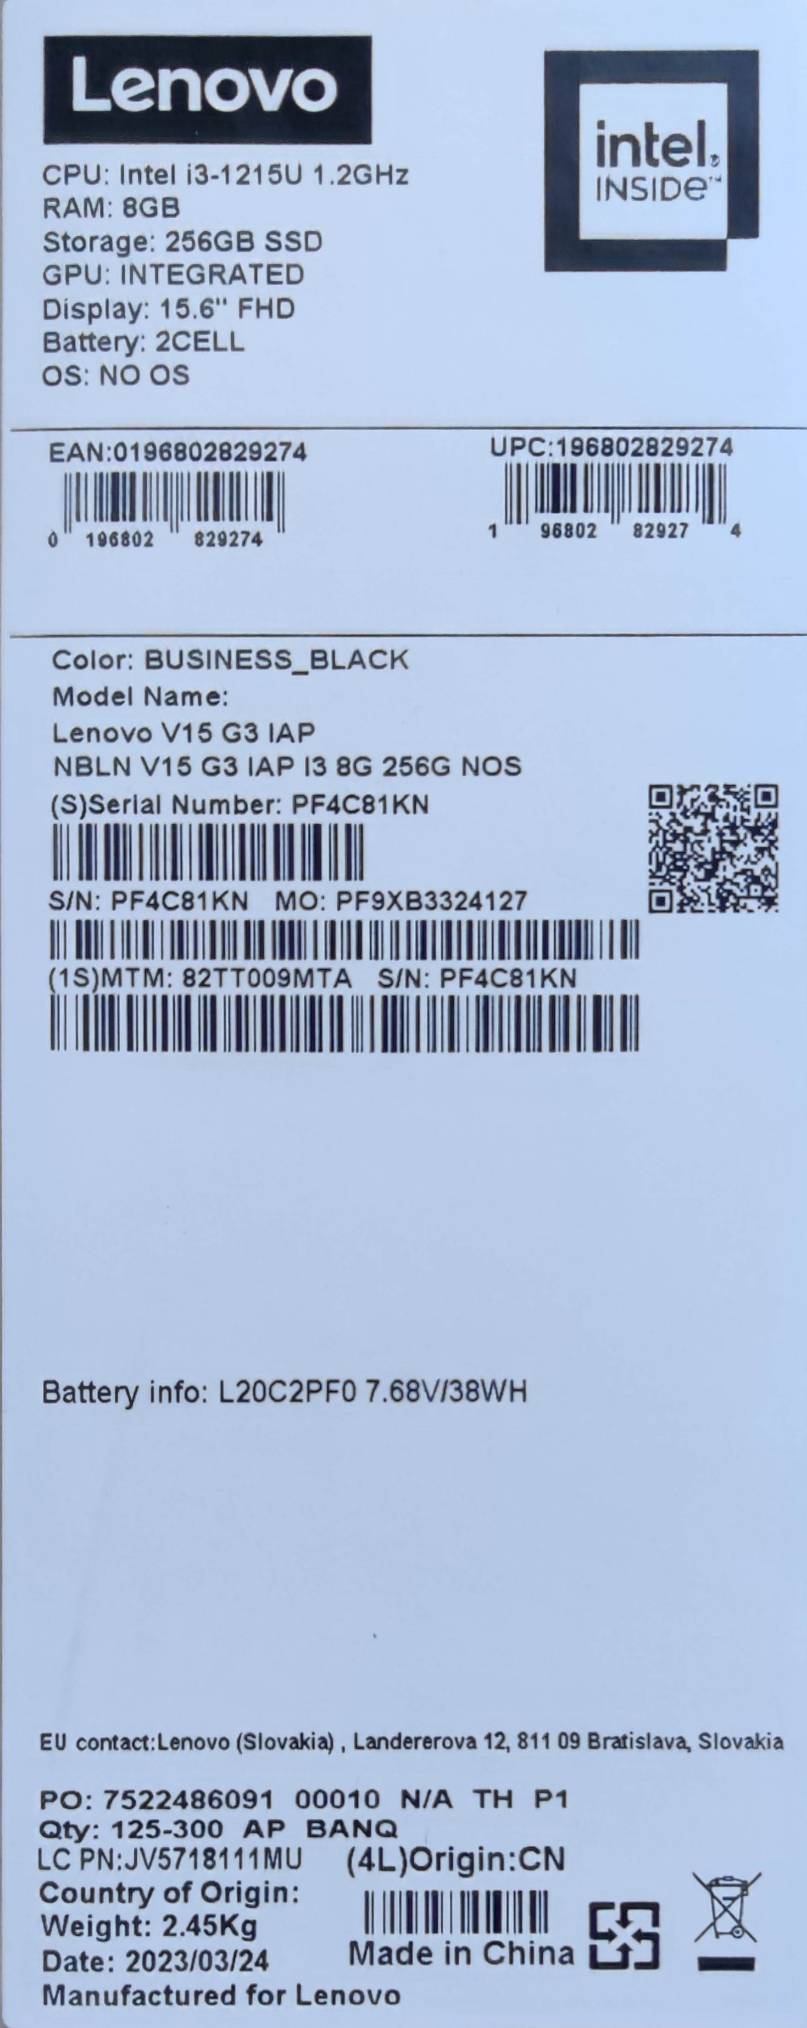 Lenovo
intel.
INSIDe™
CPU: Intel i3-1215U 1.2GHz
RAM: 8GB
Storage: 256GB SSD
GPU: INTEGRATED
Display: 15.6" FHD
Battery: 2CELL
OS: NO OS
EAN:0196802829274
0 196802 829274
UPC:196802829274
1 96802 82927 4
Color: BUSINESS_BLACK
Model Name:
Lenovo V15 G3 IAP
NBLN V15 G3 IAP I3 8G 256G NOS
(S)Serial Number: PF4C81KN
S/N: PF4C81KN MO: PF9XB3324127
(1S)MTM: 82TT009MTA S/N: PF4C81KN
Battery info: L20C2PF0 7.68V/38WH
EU contact:Lenovo (Slovakia) , Landererova 12, 811 09 Bratislava, Slovakia
PO: 7522486091 00010 N/A TH P1
Qty: 125-300 AP BANQ
LC PN:JV5718111MU (4L)Origin:CN
Country of Origin:
Weight: 2.45Kg
Date: 2023/03/24 Made in China
Manufactured for Lenovo